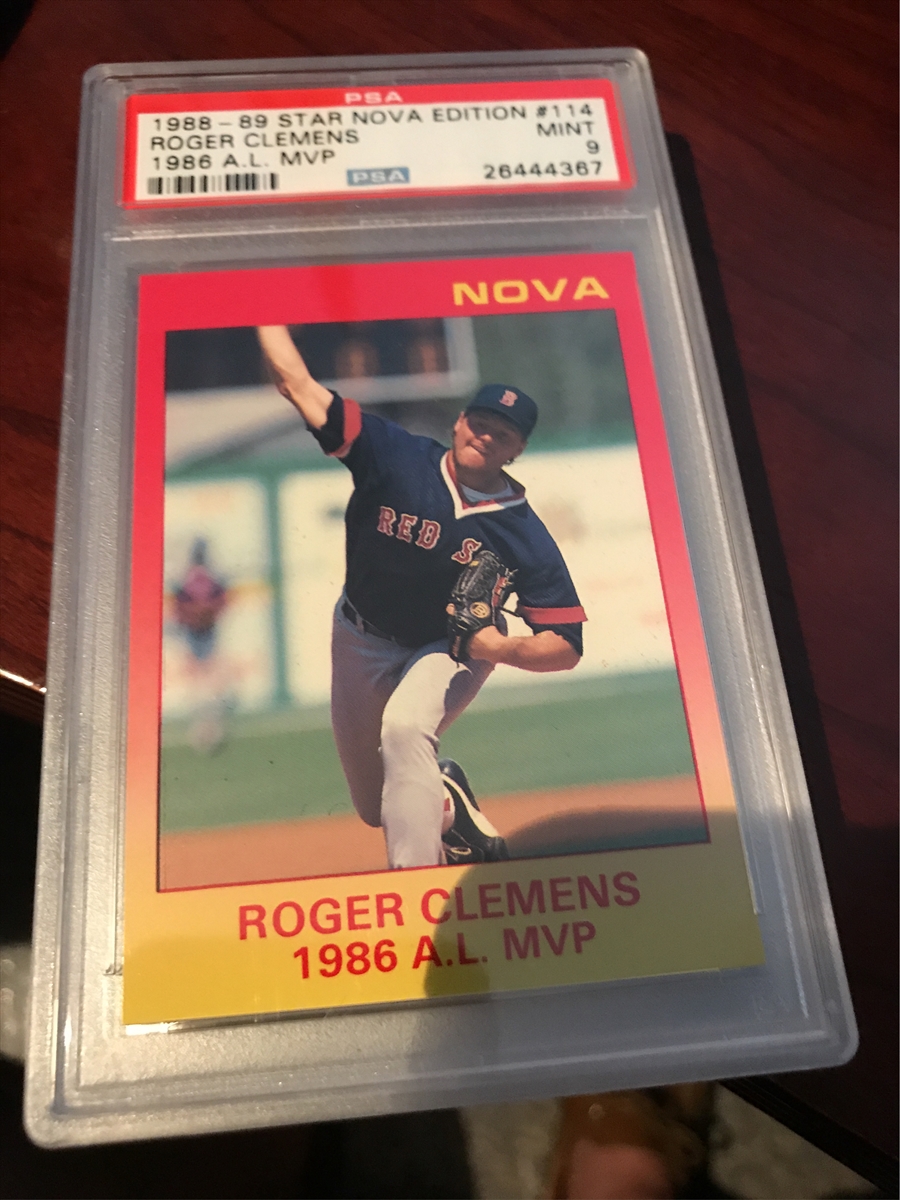 PSA
1988-89 STAR NOVA EDITION #114
ROGER CLEMENS MINT
1986 A.L. MVP 9
PSA 26444367
NOVA
B
RED S
ROGER CLEMENS
1986 A.L. MVP